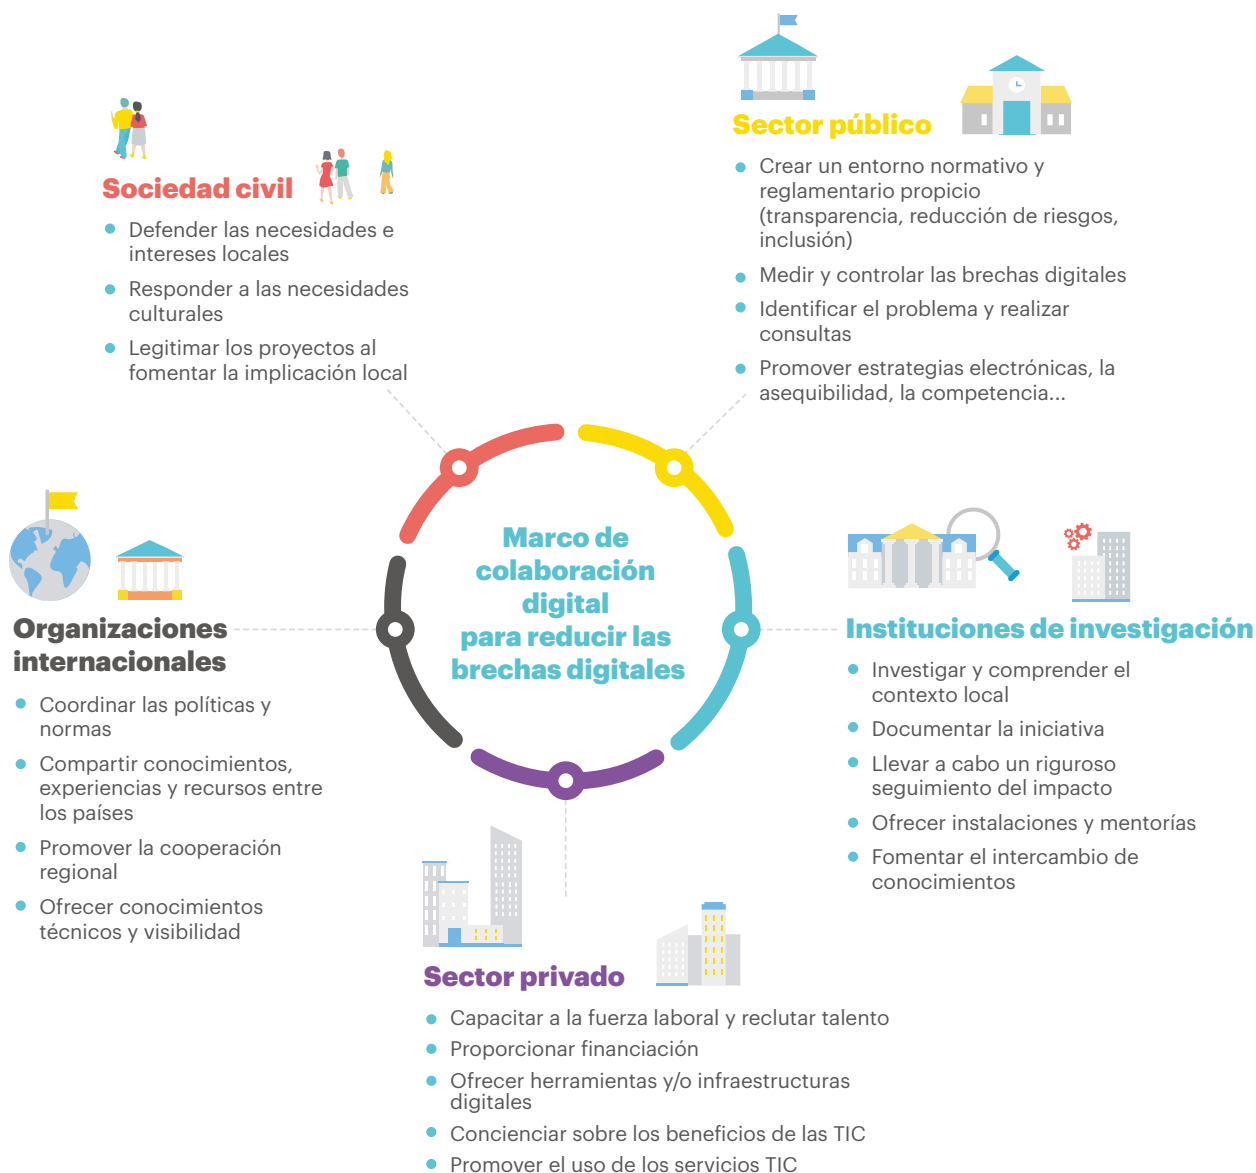 Sociedad civil
Defender las necesidades e
intereses locales
Responder a las necesidades
culturales
Legitimar los proyectos al
fomentar la implicación local
Sector público
Crear un entorno normativo y
reglamentario propicio
(transparencia, reducción de riesgos,
inclusión)
Medir y controlar las brechas digitales
Identificar el problema y realizar
consultas
Promover estrategias electrónicas, la
asequibilidad, la competencia...
Marco de
colaboración
digital
para reducir las
brechas digitales
Organizaciones
internacionales
Coordinar las políticas y
normas
Compartir conocimientos,
experiencias y recursos entre
los países
Promover la cooperación
regional
Ofrecer conocimientos
técnicos y visibilidad
Instituciones de investigación
Investigar y comprender el
contexto local
Documentar la iniciativa
Llevar a cabo un riguroso
seguimiento del impacto
Ofrecer instalaciones y mentorías
Fomentar el intercambio de
conocimientos
Sector privado
Capacitar a la fuerza laboral y reclutar talento
Proporcionar financiación
Ofrecer herramientas y/o infraestructuras
digitales
Concienciar sobre los beneficios de las TIC
Promover el uso de los servicios TIC